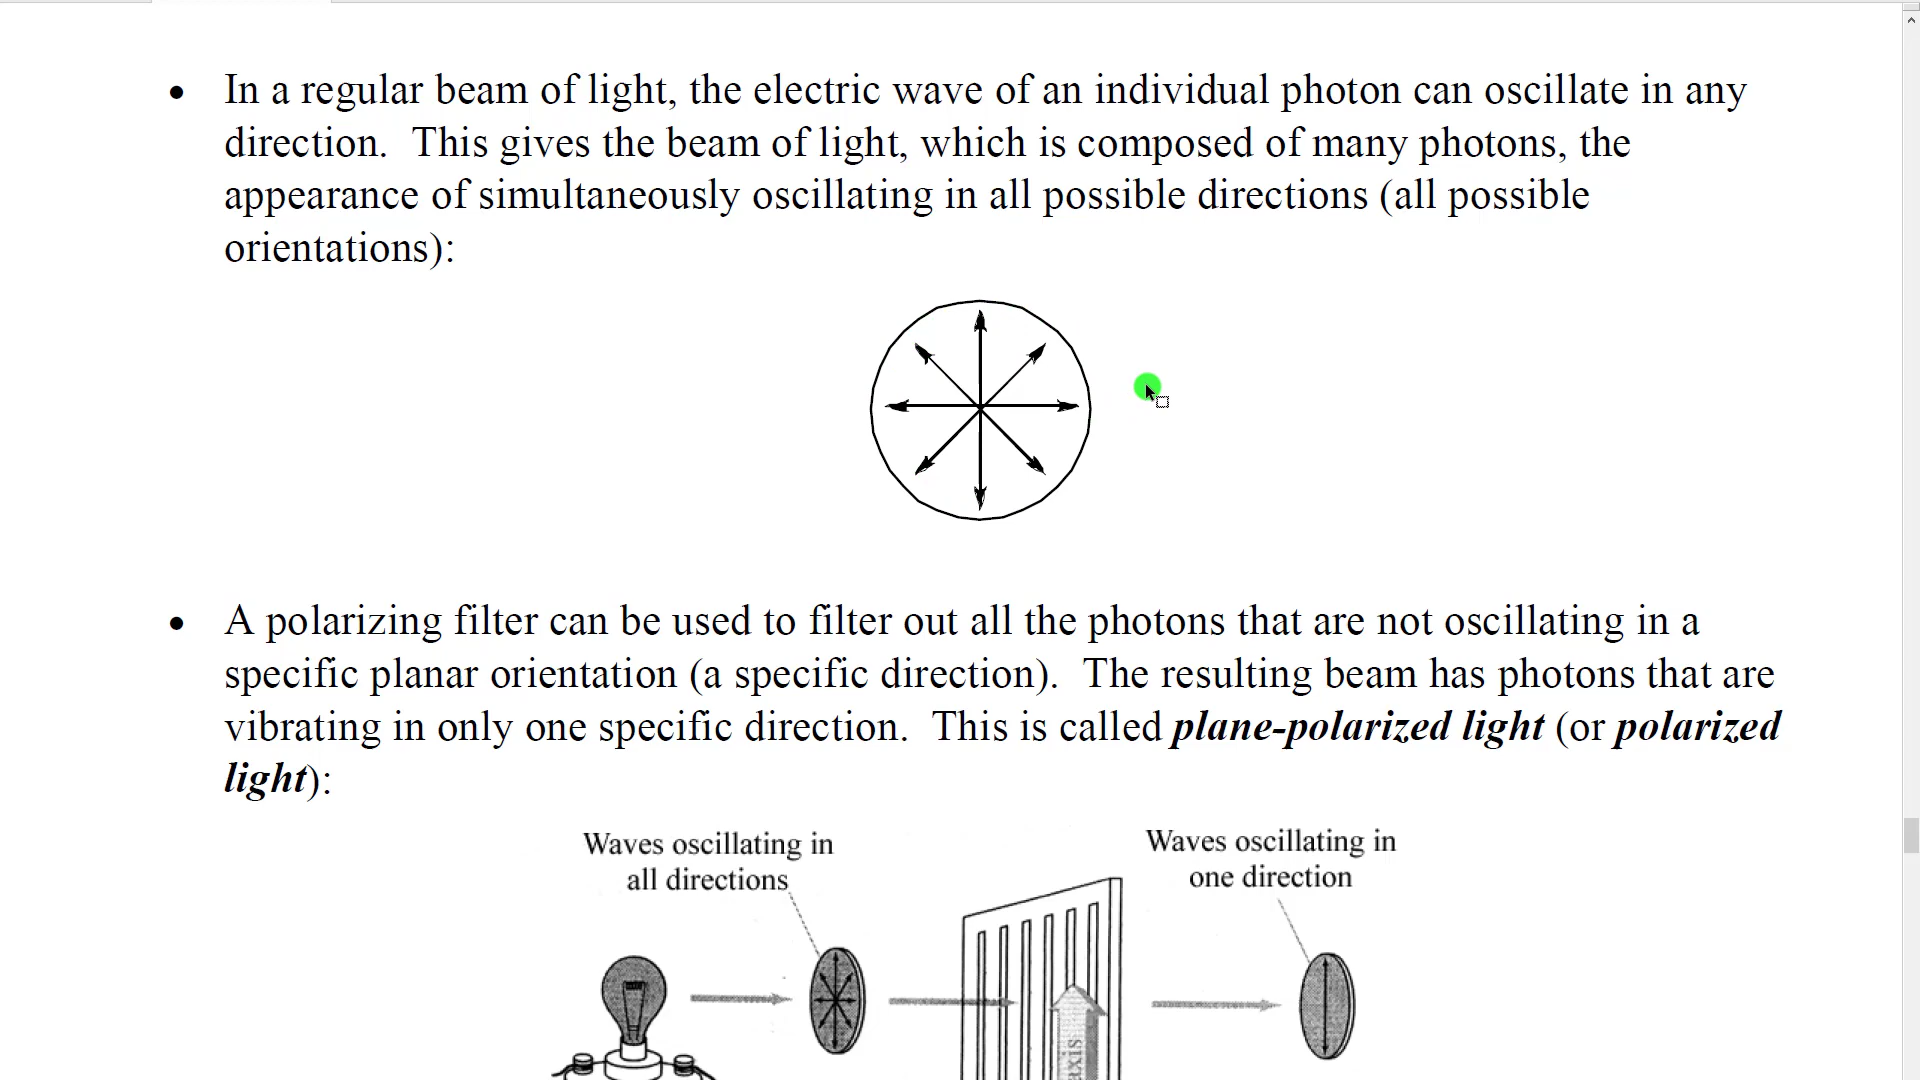 • In a regular beam of light, the electric wave of an individual photon can oscillate in any
direction. This gives the beam of light, which is composed of many photons, the
appearance of simultaneously oscillating in all possible directions (all possible
orientations):
• A polarizing filter can be used to filter out all the photons that are not oscillating in a
specific planar orientation (a specific direction). The resulting beam has photons that are
vibrating in only one specific direction. This is called plane-polarized light (or polarized
light):
Waves oscillating in
all directions
Waves oscillating in
one direction
axis